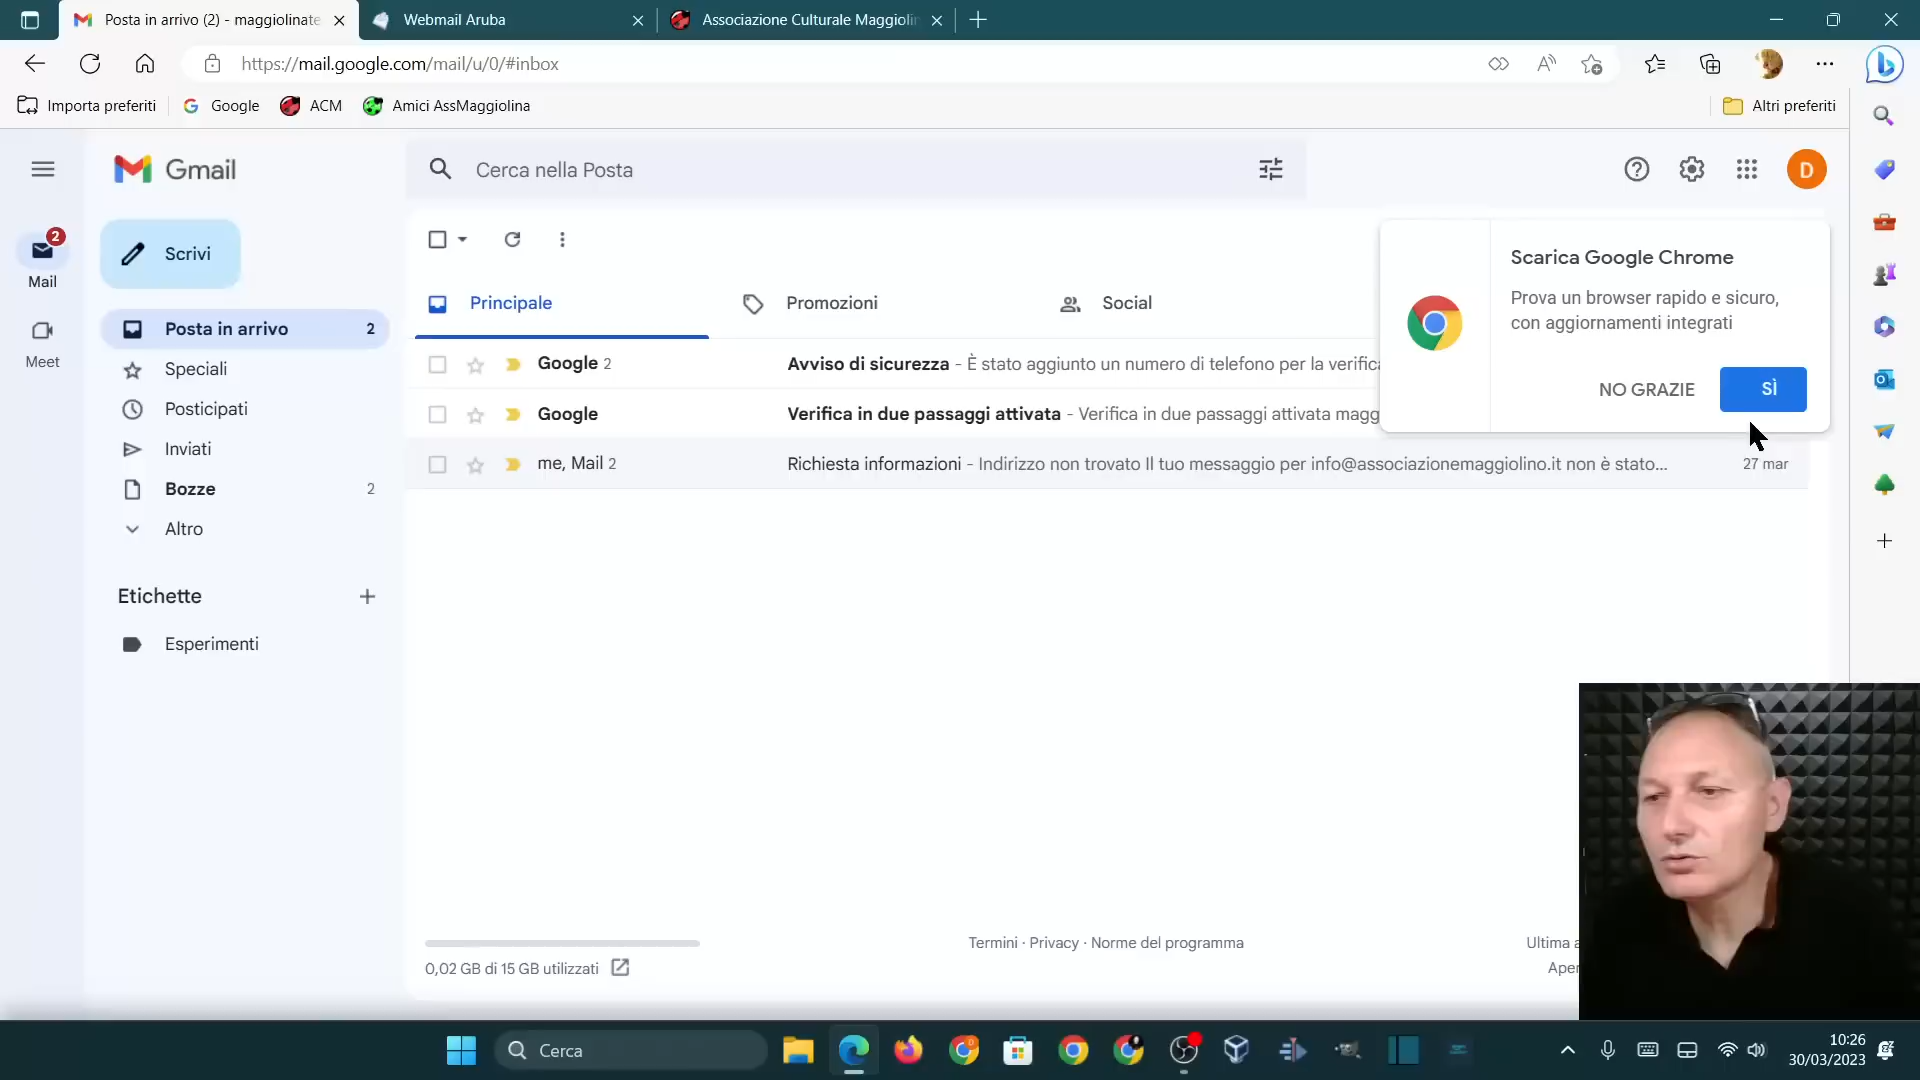 Posta in arrivo (2) - maggiolinate
Webmail Aruba
Associazione Culturale Maggiolin
https://mail.google.com/mail/u/0/#inbox
Importa preferiti
Google
ACM
Amici AssMaggiolina
Altri preferiti
Gmail
Cerca nella Posta
D
2
Mail
Meet
Scrivi
Posta in arrivo 2
Speciali
Posticipati
Inviati
Bozze 2
Altro
Etichette
Esperimenti
Principale
Promozioni
Social
Google 2 Avviso di sicurezza - È stato aggiunto un numero di telefono per la verifica
Google Verifica in due passaggi attivata - Verifica in due passaggi attivata magg
me, Mail 2 Richiesta informazioni - Indirizzo non trovato Il tuo messaggio per info@associazionemaggiolino.it non è stato... 27 mar
Scarica Google Chrome
Prova un browser rapido e sicuro,
con aggiornamenti integrati
NO GRAZIE
SÌ
0,02 GB di 15 GB utilizzati
Termini · Privacy · Norme del programma
Ultima a
Aper
Cerca
10:26
30/03/2023